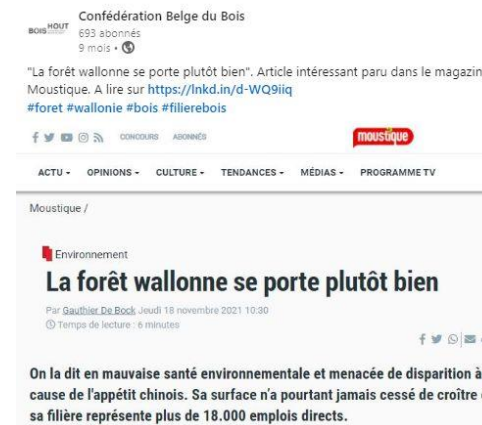 BOIS HOUT
Confédération Belge du Bois
693 abonnés
9 mois •
"La forêt wallonne se porte plutôt bien". Article intéressant paru dans le magazin
Moustique. A lire sur https://lnkd.in/d-WQ9iiq
#foret #wallonie #bois #filierebois
CONCOURS ABONNÉS moustique
ACTU OPINIONS CULTURE TENDANCES MÉDIAS PROGRAMME TV
Moustique /
Environnement
La forêt wallonne se porte plutôt bien
Par Gauthier De Bock Jeudi 18 novembre 2021 10:30
Temps de lecture : 6 minutes
On la dit en mauvaise santé environnementale et menacée de disparition à
cause de l'appétit chinois. Sa surface n'a pourtant jamais cessé de croître
sa filière représente plus de 18.000 emplois directs.